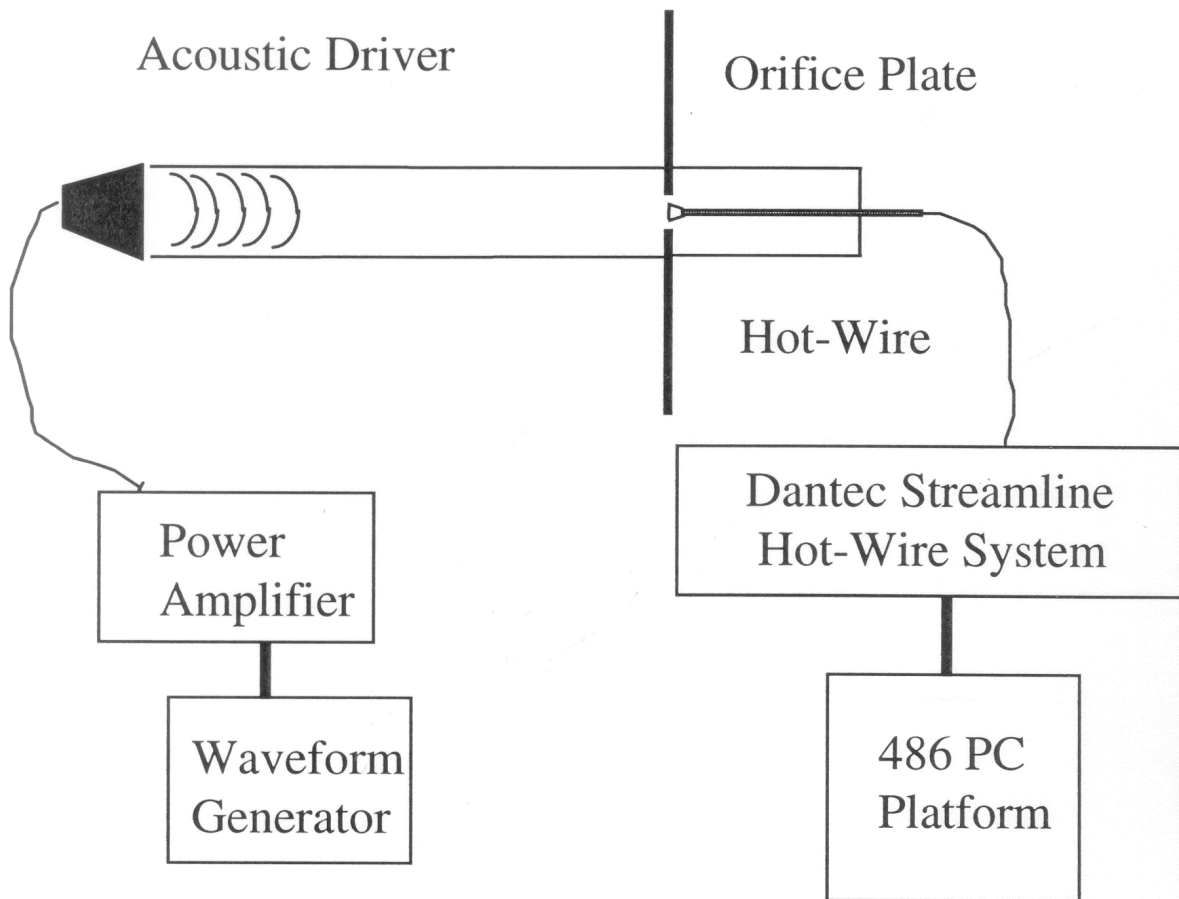 Acoustic Driver
Orifice Plate
Hot-Wire
Dantec Streamline
Hot-Wire System
Power
Amplifier
Waveform
Generator
486 PC
Platform